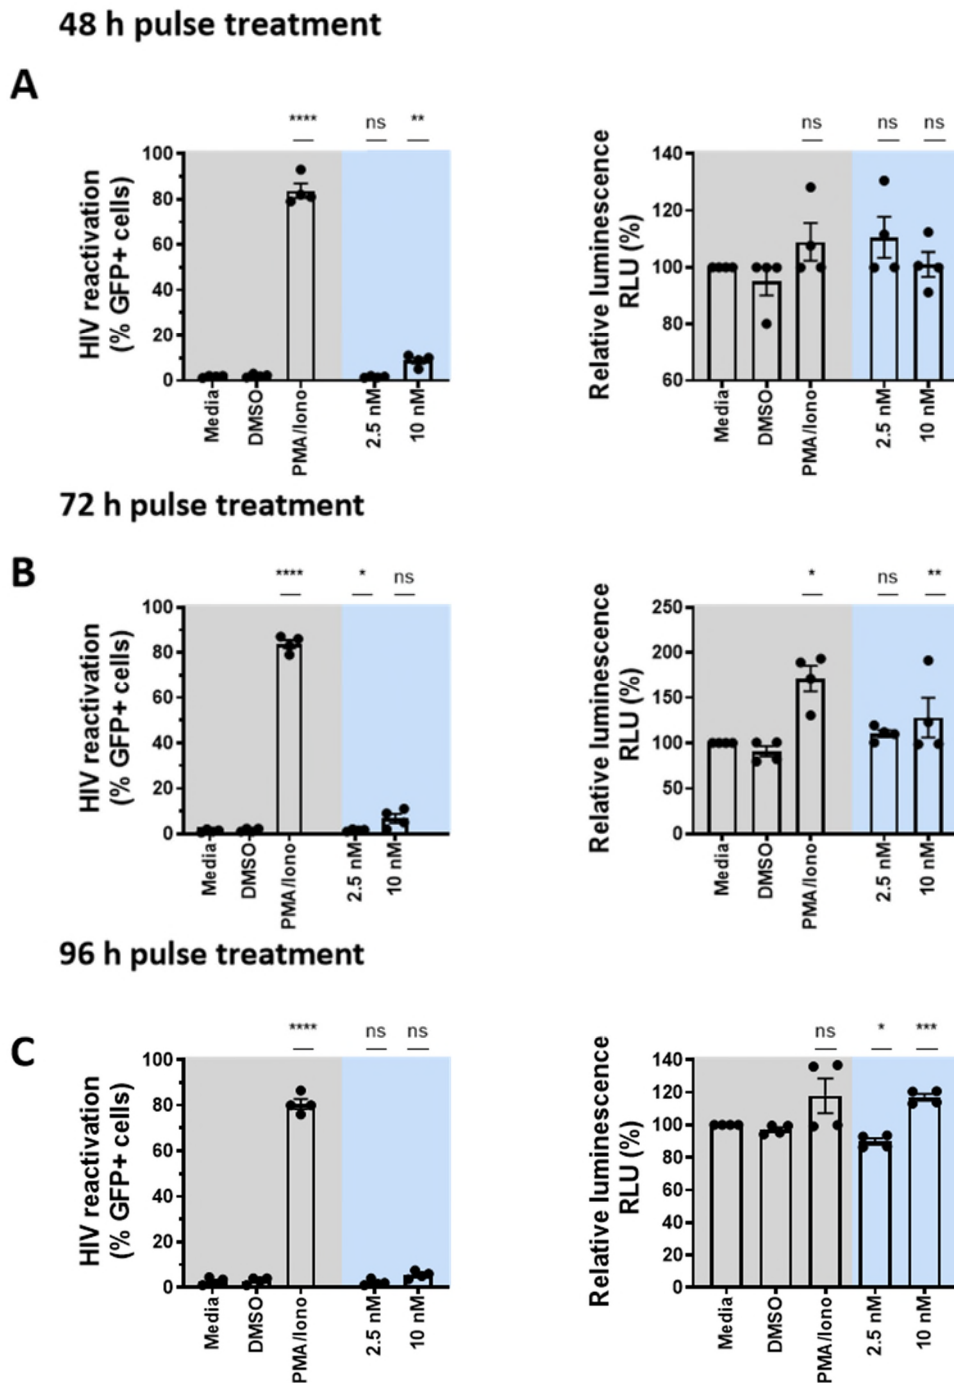 48 h pulse treatment
A
**** ns **
HIV reactivation
(% GFP+ cells)
100
80
60
40
20
0
Media
DMSO
PMA/Iono
2.5 nM
10 nM
ns ns ns
Relative luminescence
RLU (%)
140
120
100
80
60
Media
DMSO
PMA/Iono
2.5 nM
10 nM
72 h pulse treatment
B
**** * ns
HIV reactivation
(% GFP+ cells)
100
80
60
40
20
0
Media
DMSO
PMA/Iono
2.5 nM
10 nM
* ns **
Relative luminescence
RLU (%)
250
200
150
100
50
0
Media
DMSO
PMA/Iono
2.5 nM
10 nM
96 h pulse treatment
C
**** ns ns
HIV reactivation
(% GFP+ cells)
100
80
60
40
20
0
Media
DMSO
PMA/Iono
2.5 nM
10 nM
ns * ***
Relative luminescence
RLU (%)
140
120
100
80
60
40
20
0
Media
DMSO
PMA/Iono
2.5 nM
10 nM